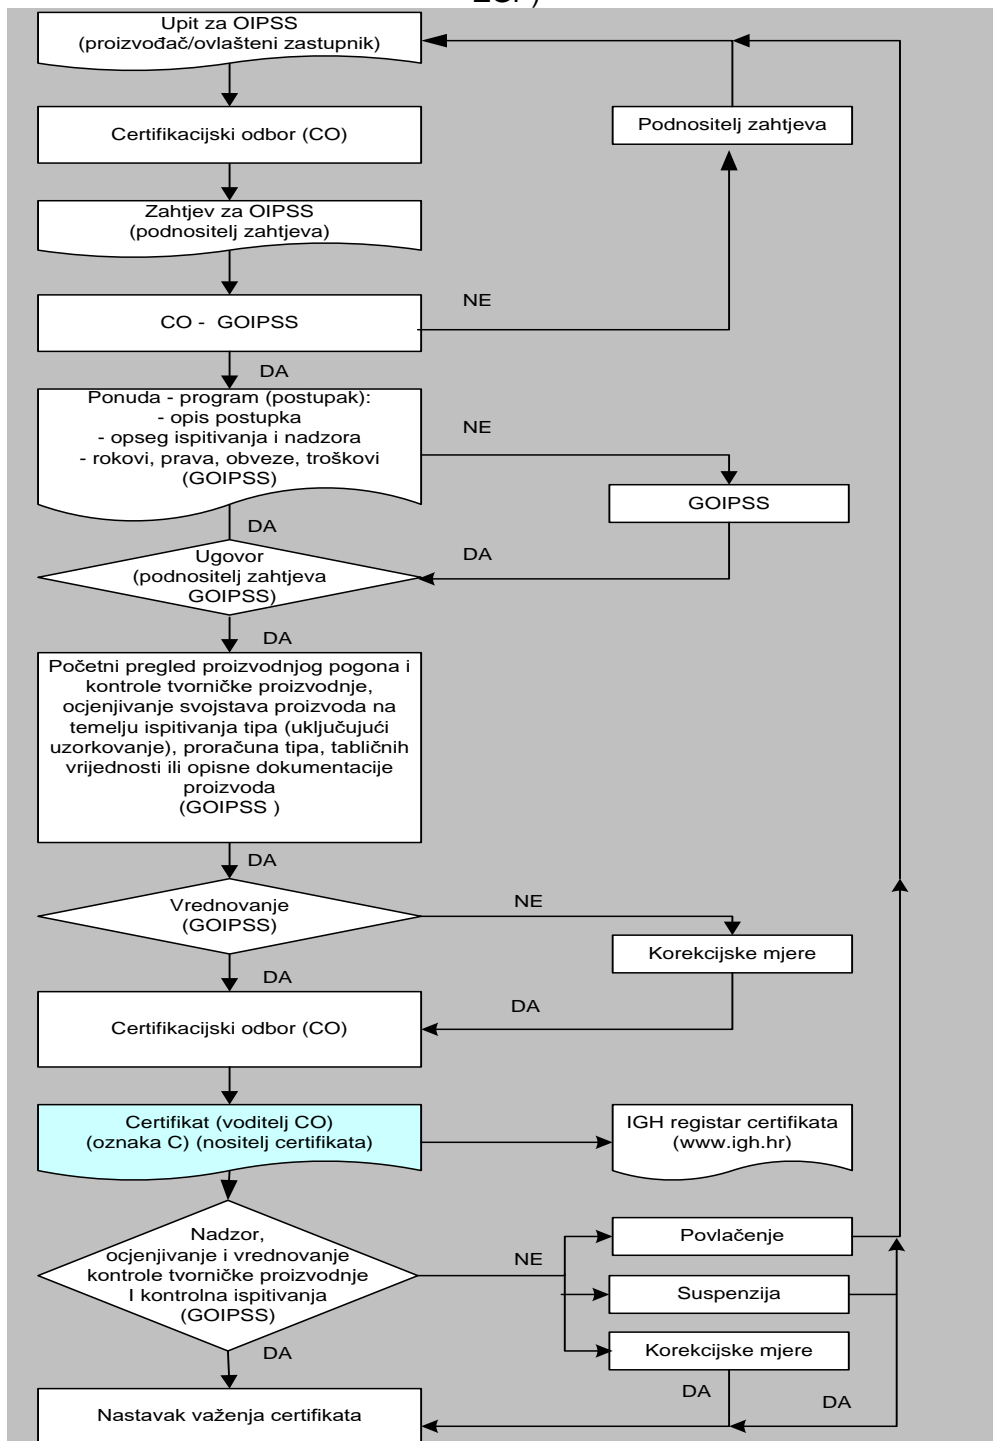 Upit za OIPSS
(proizvođač/ovlašteni zastupnik)
Certifikacijski odbor (CO)
Podnositelj zahtjeva
Zahtjev za OIPSS
(podnositelj zahtjeva)
NE
CO - GOIPSS
DA
Ponuda - program (postupak):
- opis postupka
- opseg ispitivanja i nadzora
- rokovi, prava, obveze, troškovi
(GOIPSS)
NE
GOIPSS
DA
DA
Ugovor
(podnositelj zahtjeva
GOIPSS)
DA
Početni pregled proizvodnjog pogona i
kontrole tvorničke proizvodnje,
ocjenjivanje svojstava proizvoda na
temelju ispitivanja tipa (uključujući
uzorkovanje), proračuna tipa, tabličnih
vrijednosti ili opisne dokumentacije
proizvoda
(GOIPSS )
DA
Vrednovanje
(GOIPSS)
NE
Korekcijske mjere
DA
DA
Certifikacijski odbor (CO)
Certifikat (voditelj CO)
(oznaka C) (nositelj certifikata)
IGH registar certifikata
(www.igh.hr)
Nadzor,
ocjenjivanje i vrednovanje
kontrole tvorničke proizvodnje
I kontrolna ispitivanja
(GOIPSS)
NE
Povlačenje
Suspenzija
Korekcijske mjere
DA
DA
DA
Nastavak važenja certifikata